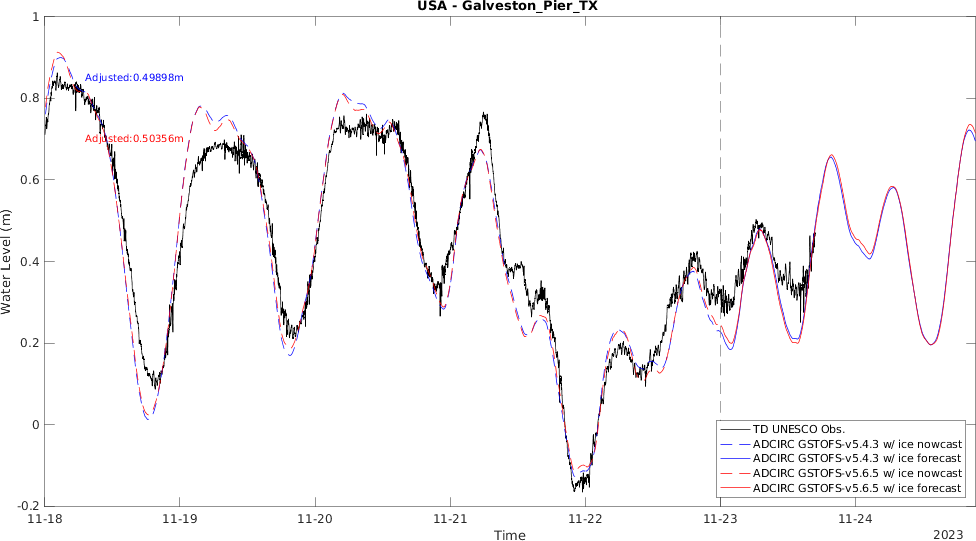 USA - Galveston_Pier_TX
1
0.8
0.6
0.4
0.2
0
-0.2
Water Level (m)
Adjusted:0.49898m
Adjusted:0.50356m
TD UNESCO Obs.
ADCIRC GSTOFS-v5.4.3 w/ ice nowcast
ADCIRC GSTOFS-v5.4.3 w/ ice forecast
ADCIRC GSTOFS-v5.6.5 w/ ice nowcast
ADCIRC GSTOFS-v5.6.5 w/ ice forecast
11-18 11-19 11-20 11-21 11-22 11-23 11-24
Time
2023